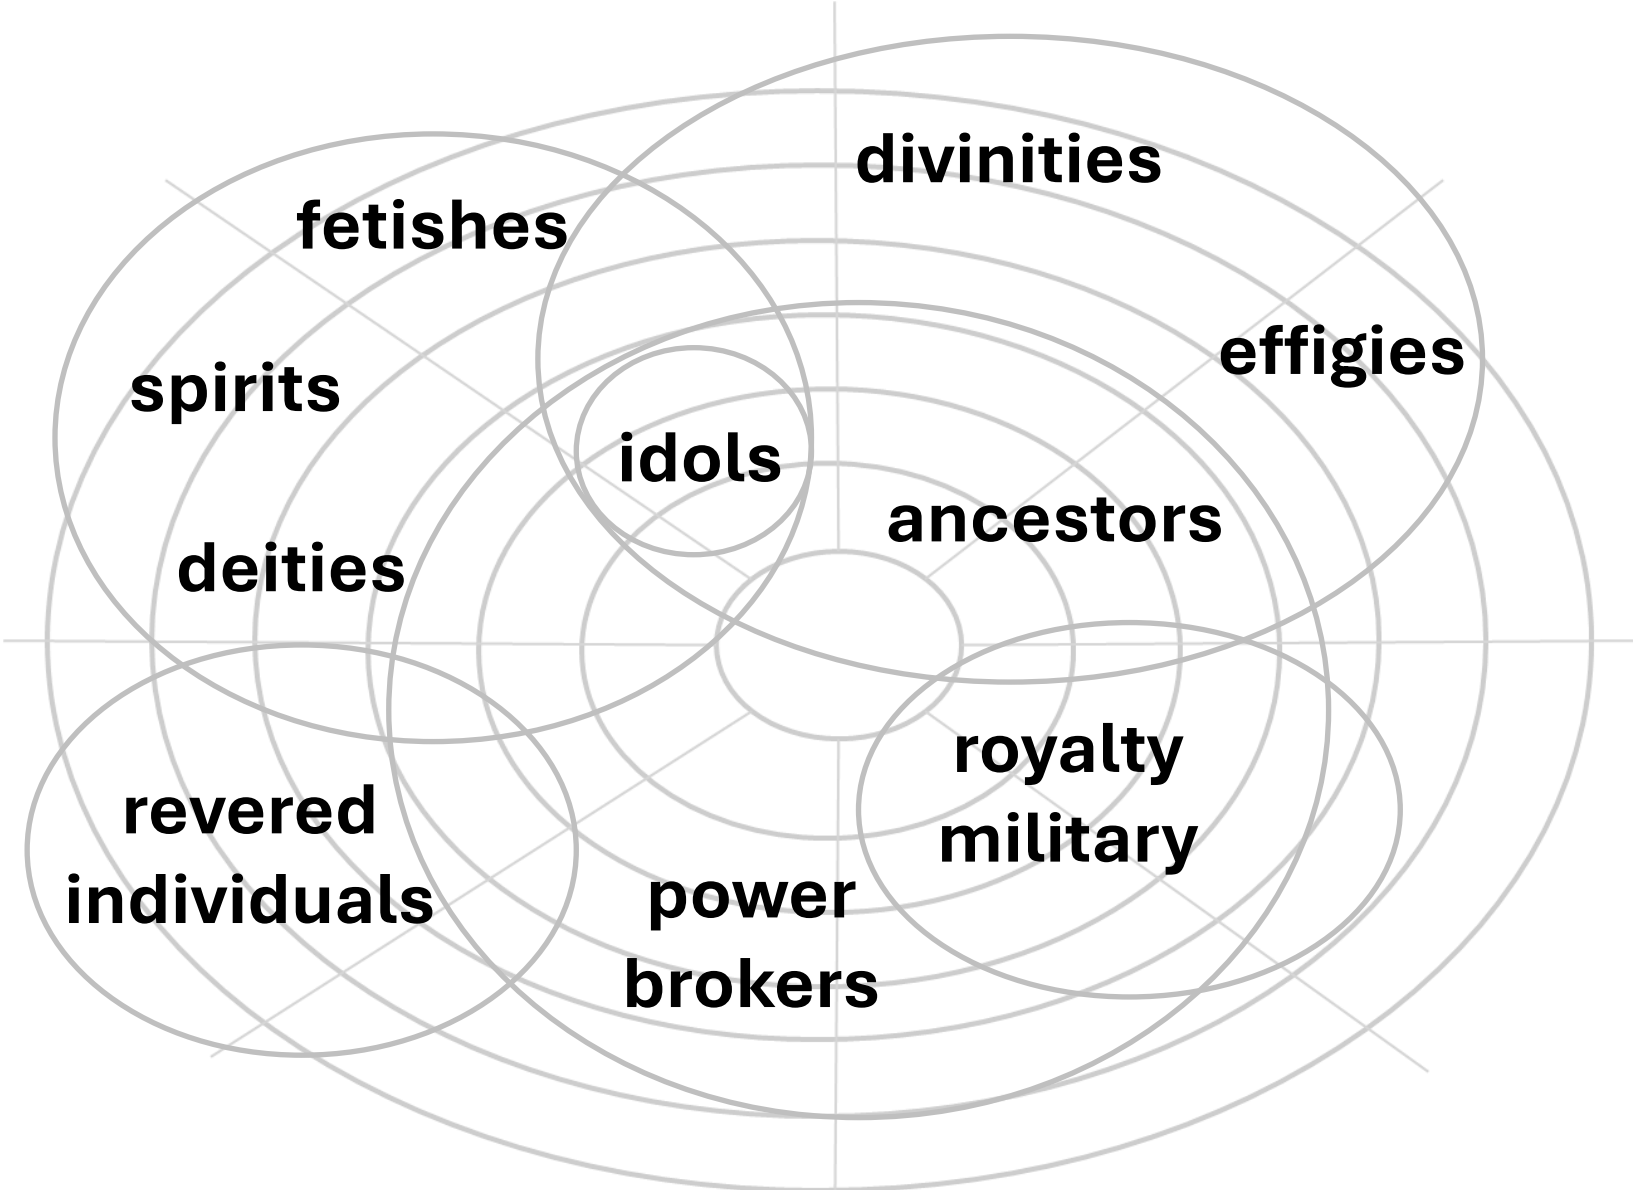 divinities
fetishes
effigies
spirits
idols
ancestors
deities
royalty
military
revered
individuals
power
brokers